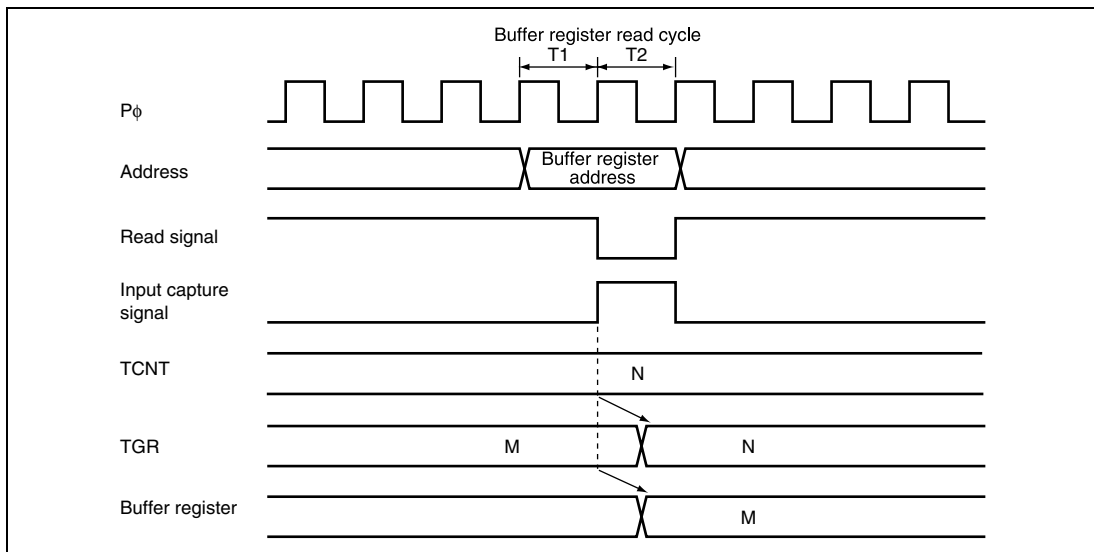 Buffer register read cycle
T1 T2
Pϕ
Address
Buffer register
address
Read signal
Input capture
signal
TCNT
N
TGR
M N
Buffer register
M